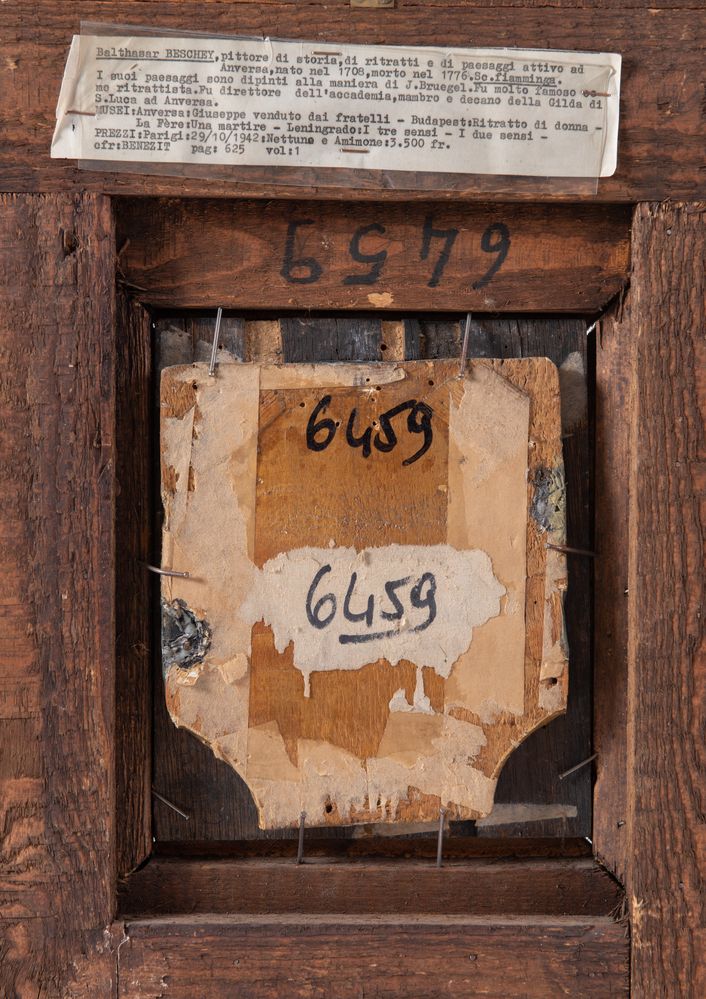 Balthasar BESCHEY,pittore di storia,di ritratti e di paesaggi attivo ad
Anversa,nato nel 1708,morto nel 1776.Sc.fiamminga.
I suoi paesaggi sono dipinti alla maniera di J.Bruegel.Fu molto famoso co
me ritrattista.Fu direttore dell'accademia,mambro e decano della Gilda di
S.Luca ad Anversa.
MUSEI:Anversa:Giuseppe venduto dai fratelli - Budapest:Ritratto di donna -
La Fère:Una martire - Leningrado:I tre sensi - I due sensi -
PREZZI:Parigi:29/10/1942:Nettuno e Amimone:3.500 fr.
cfr:BENEZIT pag: 625 vol:1
6459
6459
6459